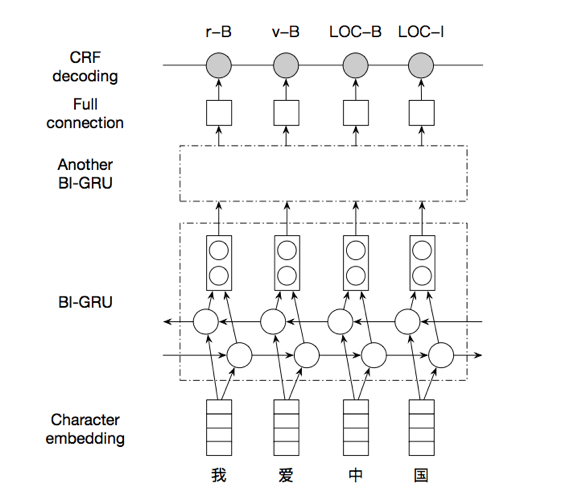 r-B v-B LOC-B LOC-I
CRF
decoding
Full
connection
Another
BI-GRU
BI-GRU
Character
embedding
我 爱 中 国